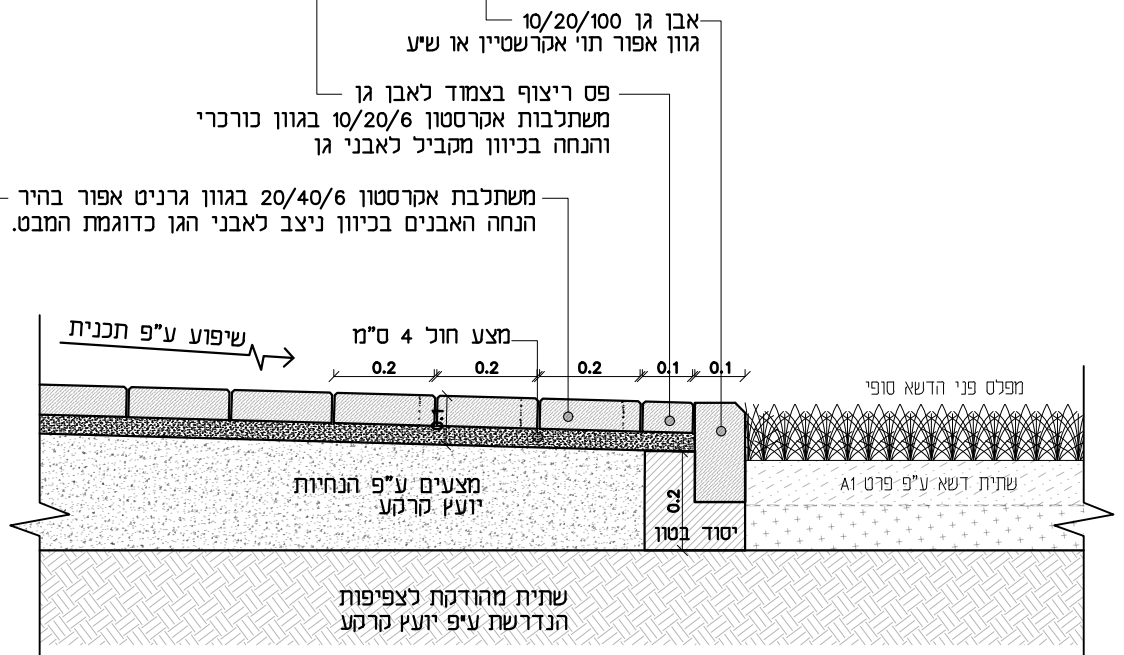 אבן גן 10/20/100
גוון אפור תו' אקרשטיין או ש"ע
פס ריצוף בצמוד לאבן גן
משתלבות אקרסטון 10/20/6 בגוון כורכרי
והנחה בכיוון מקביל לאבני גן
משתלבת אקרסטון 20/40/6 בגוון גרניט אפור בהיר
הנחה האבנים בכיוון ניצב לאבני הגן כדוגמת המבט.
שיפוע ע"פ תכנית
מצע חול 4 ס"מ
0.2 0.2 0.2 0.1 0.1
מפלס פני הדשא סופי
0.1
מצעים ע"פ הנחיות
יועץ קרקע
שתית דשא ע"פ פרט A1
0.2
יסוד בטון
שתית מהודקת לצפיפות
הנדרשת ע"פ יועץ קרקע